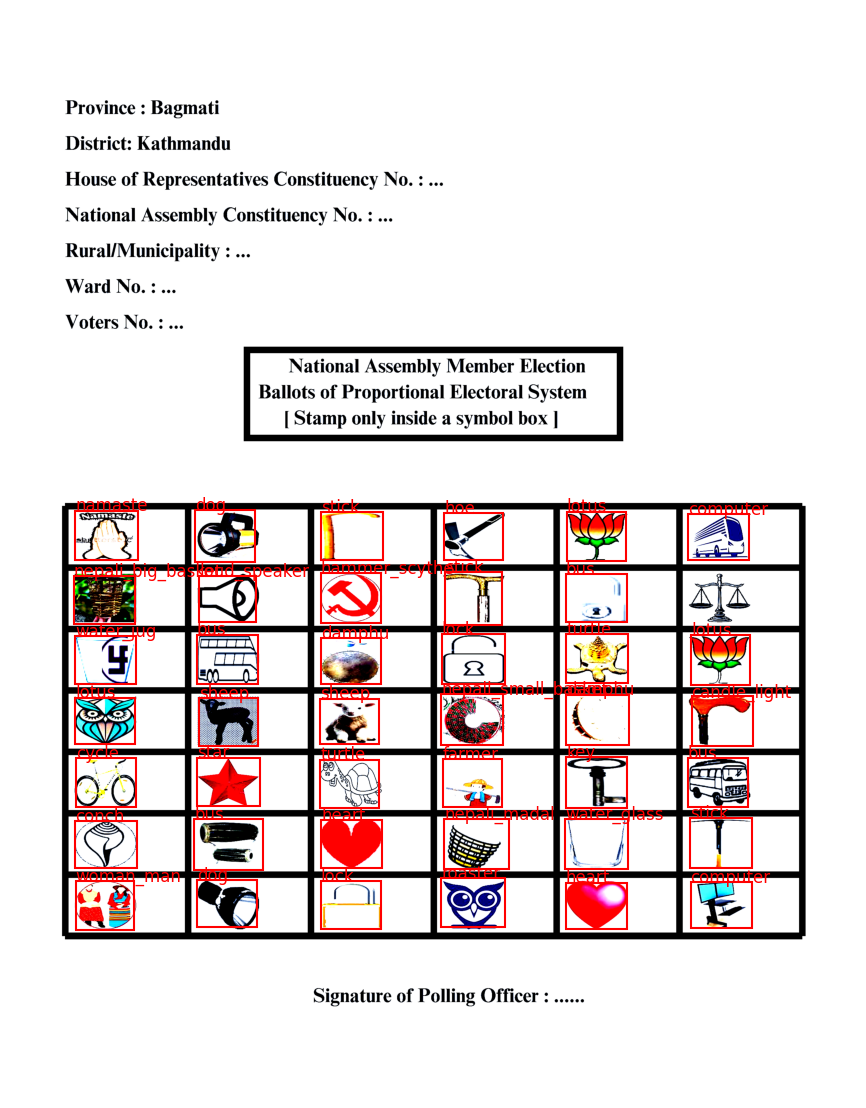 Province : Bagmati
District: Kathmandu
House of Representatives Constituency No. : ...
National Assembly Constituency No. : ...
Rural/Municipality : ...
Ward No. : ...
Voters No. : ...
National Assembly Member Election
Ballots of Proportional Electoral System
[ Stamp only inside a symbol box ]
namaste dog stick hoe lotus computer
Namaste
nepali_big_basket loud_speaker hammer_scythe stick bus
water_jug bus damphu lock turtle lotus
lotus sheep sheep nepali_small_basket damphu candle_light
cycle star turtle farmer key bus
conch bus heart nepali_madal water_glass stick
woman_man dog lock heart computer
Signature of Polling Officer : ......